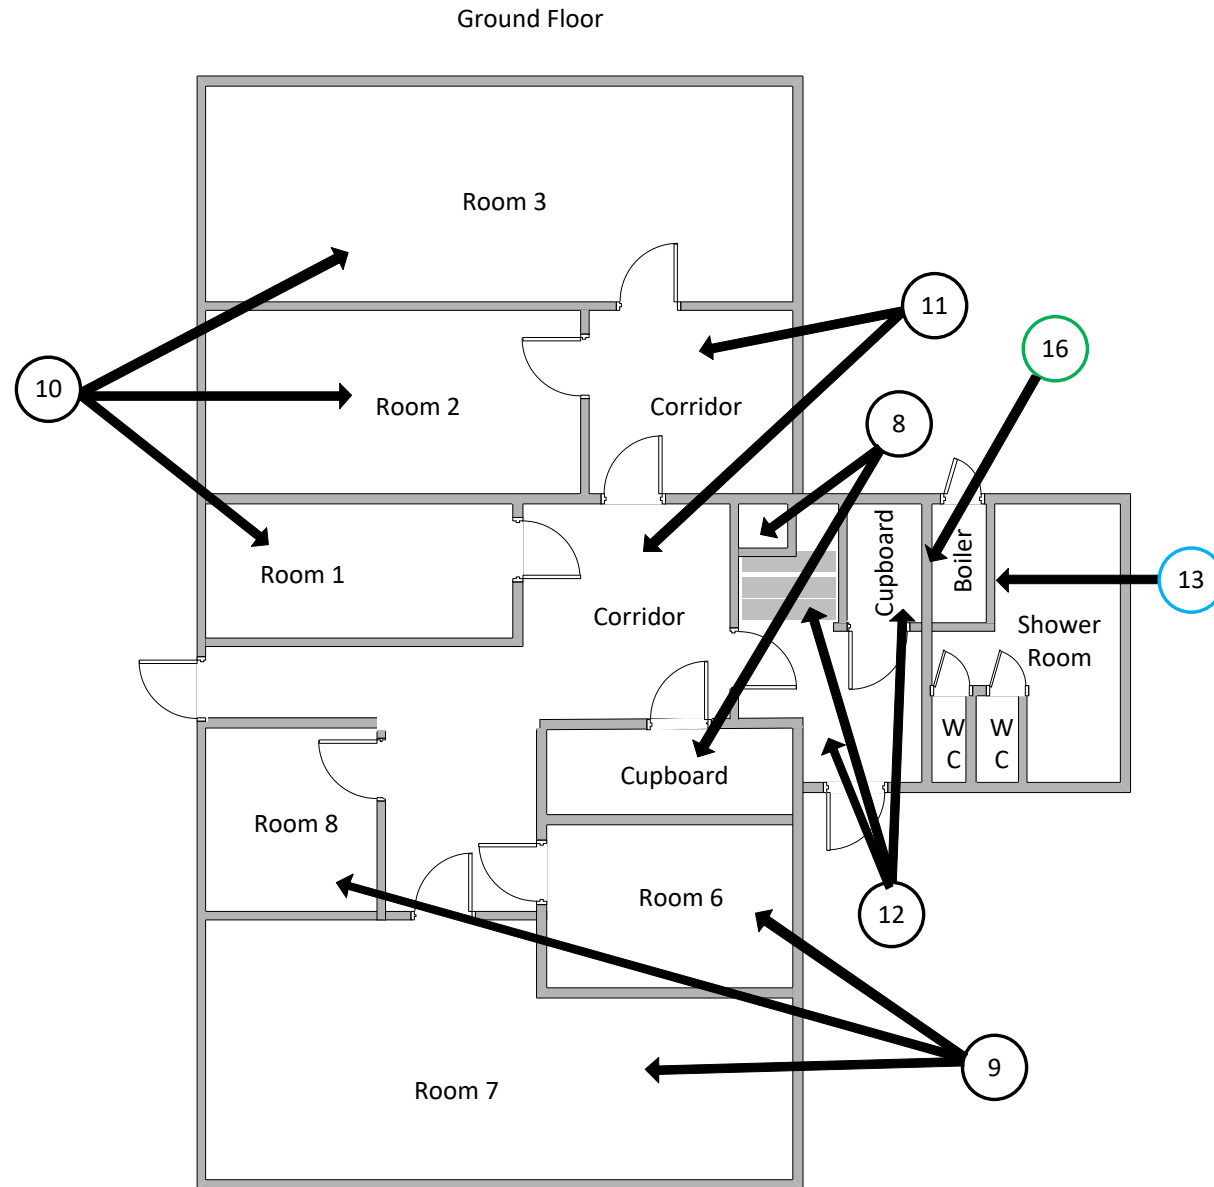 Ground Floor
Room 3
11
16
10
Room 2
Corridor
8
Cupboard
Boiler
Room 1
13
Corridor
Shower
Room
W
C
W
C
Cupboard
Room 8
Room 6
12
9
Room 7